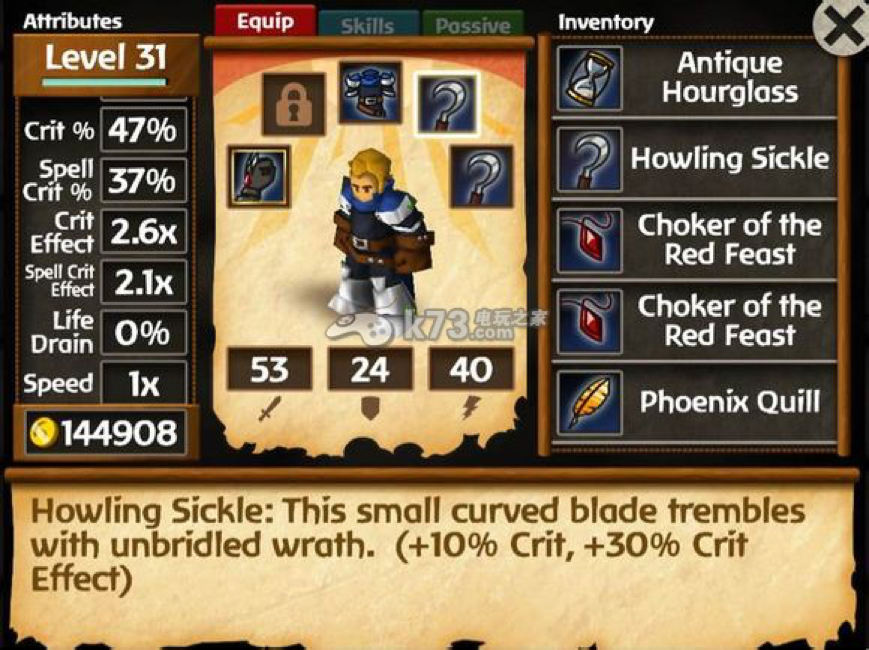 Attributes
Equip
Skills
Passive
Inventory
Level 31
Crit % 47%
Spell
Crit % 37%
Crit
Effect 2.6x
Spell Crit
Effect 2.1x
Life
Drain 0%
Speed 1x
144908
53 24 40
Antique
Hourglass
Howling Sickle
Choker of the
Red Feast
Choker of the
Red Feast
Phoenix Quill
k73 电玩之家
.com
Howling Sickle: This small curved blade trembles
with unbridled wrath. (+10% Crit, +30% Crit
Effect)